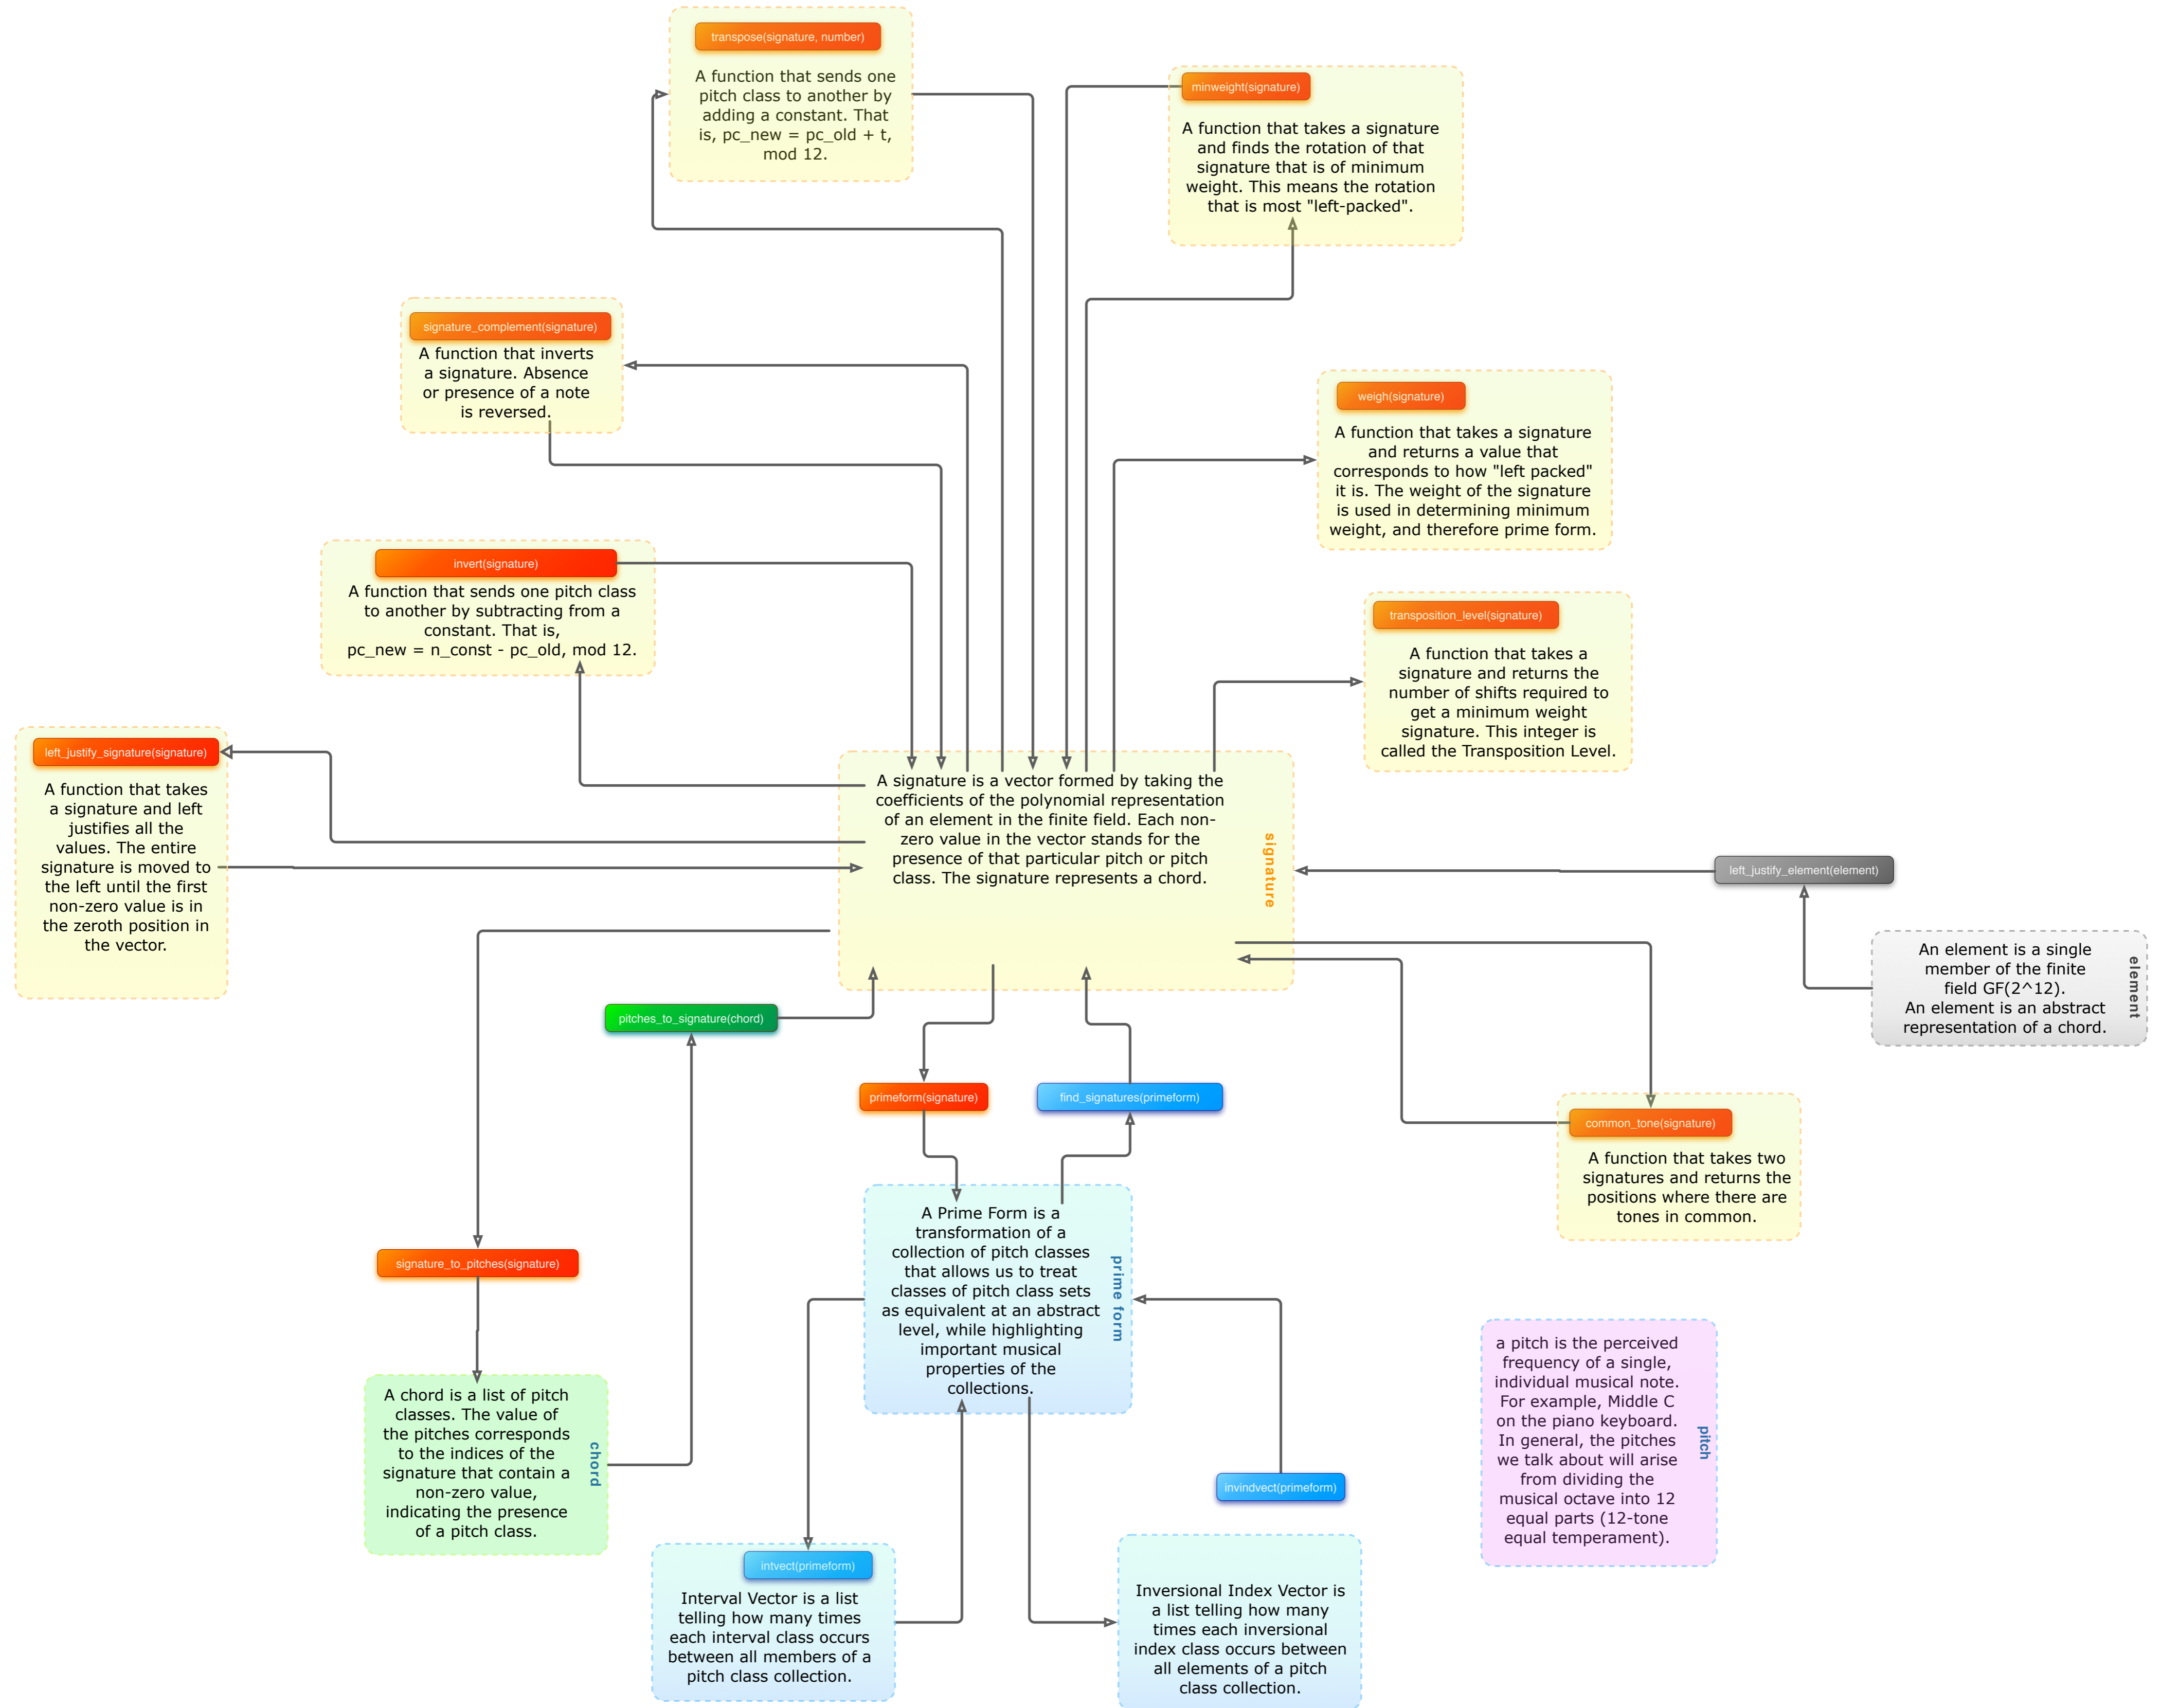 transpose(signature, number)
A function that sends one
pitch class to another by
adding a constant. That
is, pc_new = pc_old + t,
mod 12.
minweight(signature)
A function that takes a signature
and finds the rotation of that
signature that is of minimum
weight. This means the rotation
that is most "left-packed".
signature_complement(signature)
A function that inverts
a signature. Absence
or presence of a note
is reversed.
weigh(signature)
A function that takes a signature
and returns a value that
corresponds to how "left packed"
it is. The weight of the signature
is used in determining minimum
weight, and therefore prime form.
invert(signature)
A function that sends one pitch class
to another by subtracting from a
constant. That is,
pc_new = n_const - pc_old, mod 12.
transposition_level(signature)
A function that takes a
signature and returns the
number of shifts required to
get a minimum weight
signature. This integer is
called the Transposition Level.
left_justify_signature(signature)
A function that takes
a signature and left
justifies all the
values. The entire
signature is moved to
the left until the first
non-zero value is in
the zeroth position in
the vector.
A signature is a vector formed by taking the
coefficients of the polynomial representation
of an element in the finite field. Each non-
zero value in the vector stands for the
presence of that particular pitch or pitch
class. The signature represents a chord.
signature
left_justify_element(element)
An element is a single
member of the finite
field GF(2^12).
An element is an abstract
representation of a chord.
element
pitches_to_signature(chord)
primeform(signature)
find_signatures(primeform)
common_tone(signature)
A function that takes two
signatures and returns the
positions where there are
tones in common.
A Prime Form is a
transformation of a
collection of pitch classes
that allows us to treat
classes of pitch class sets
as equivalent at an abstract
level, while highlighting
important musical
properties of the
collections.
prime form
signature_to_pitches(signature)
a pitch is the perceived
frequency of a single,
individual musical note.
For example, Middle C
on the piano keyboard.
In general, the pitches
we talk about will arise
from dividing the
musical octave into 12
equal parts (12-tone
equal temperament).
pitch
A chord is a list of pitch
classes. The value of
the pitches corresponds
to the indices of the
signature that contain a
non-zero value,
indicating the presence
of a pitch class.
chord
invindvect(primeform)
intvect(primeform)
Interval Vector is a list
telling how many times
each interval class occurs
between all members of a
pitch class collection.
Inversional Index Vector is
a list telling how many
times each inversional
index class occurs between
all elements of a pitch
class collection.